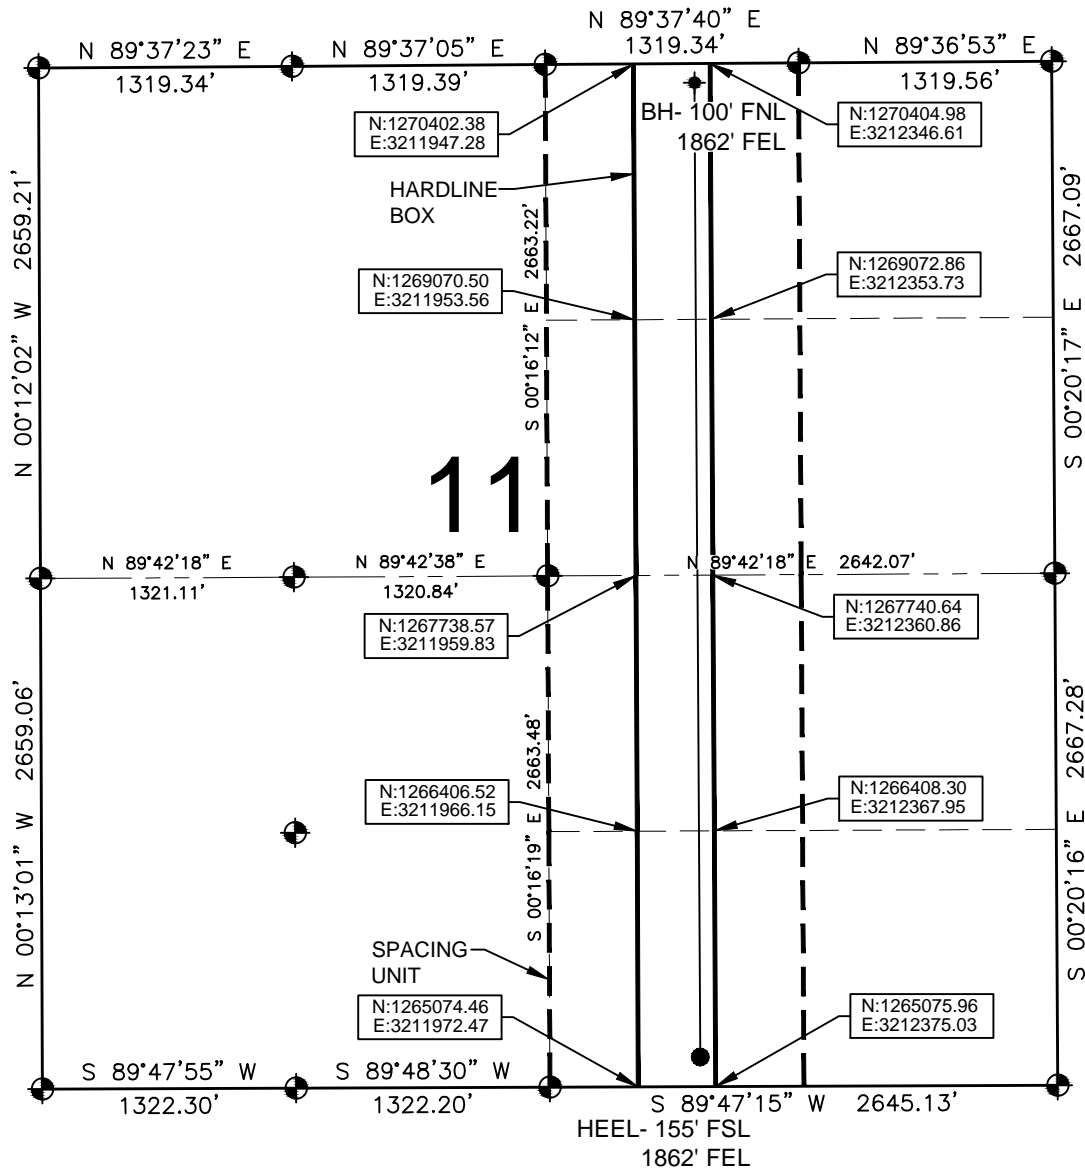 N 89°37'40" E
1319.34'
N 89°37'23" E
1319.34'
N 89°37'05" E
1319.39'
N 89°36'53" E
1319.56'
N:1270402.38
E:3211947.28
BH- 100' FNL
1862' FEL
N:1270404.98
E:3212346.61
HARDLINE
BOX
N 00°12'02" W 2659.21'
S 00°16'12" E 2663.22'
S 00°20'17" E 2667.09'
N:1269070.50
E:3211953.56
N:1269072.86
E:3212353.73
11
N 89°42'18" E
1321.11'
N 89°42'38" E
1320.84'
N 89°42'18" E 2642.07'
N:1267738.57
E:3211959.83
N:1267740.64
E:3212360.86
N 00°13'01" W 2659.06'
S 00°16'19" E 2663.48'
S 00°20'16" E 2667.28'
N:1266406.52
E:3211966.15
N:1266408.30
E:3212367.95
SPACING
UNIT
N:1265074.46
E:3211972.47
N:1265075.96
E:3212375.03
S 89°47'55" W
1322.30'
S 89°48'30" W
1322.20'
S 89°47'15" W 2645.13'
HEEL- 155' FSL
1862' FEL